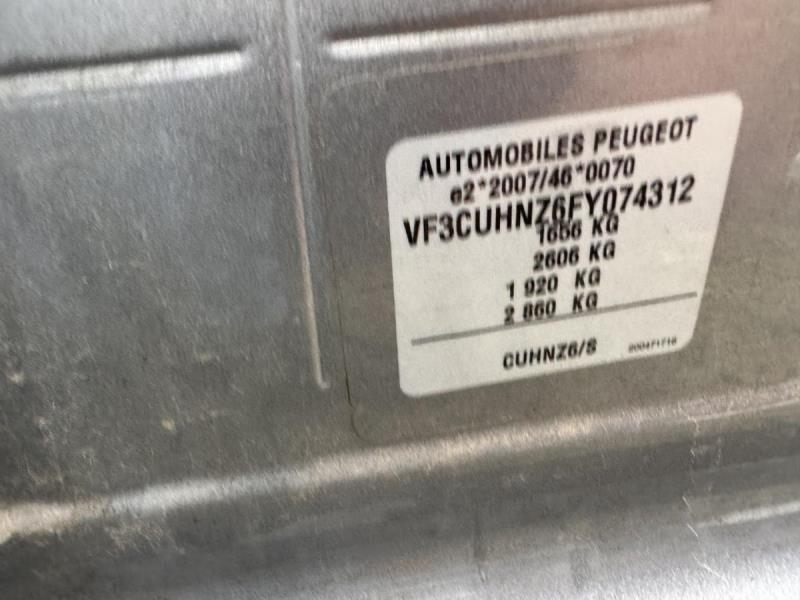 AUTOMOBILES PEUGEOT
e2*2007/46*0070
VF3CUHNZ6FY074312
1656 KG
2606 KG
1 920 KG
2 860 KG
CUHNZ6/S